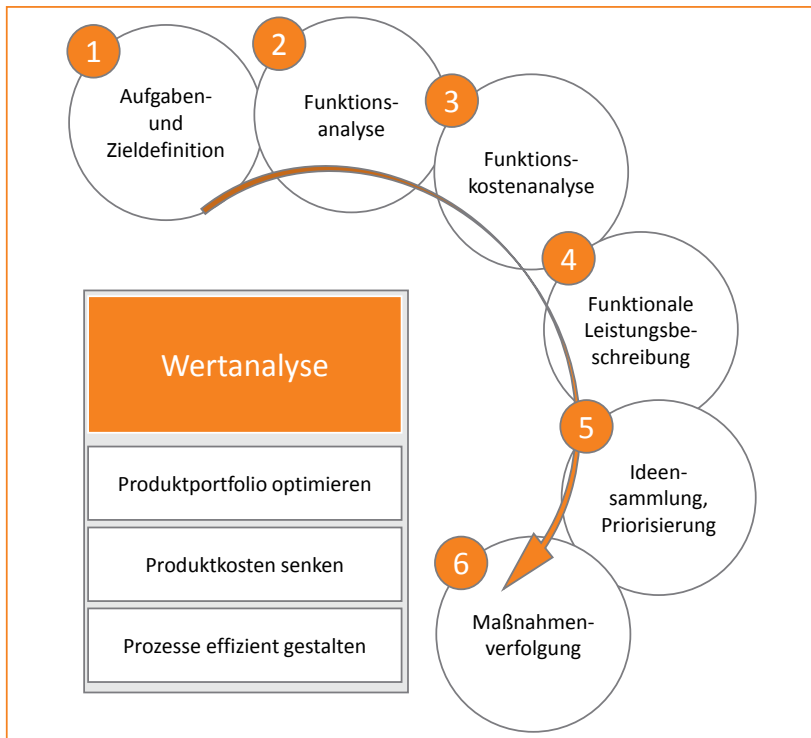 1
Aufgaben-
und
Zieldefinition
2
Funktions-
analyse
3
Funktions-
kostenanalyse
4
Funktionale
Leistungsbe-
schreibung
5
Ideen-
sammlung,
Priorisierung
6
Maßnahmen-
verfolgung
Wertanalyse
Produktportfolio optimieren
Produktkosten senken
Prozesse effizient gestalten